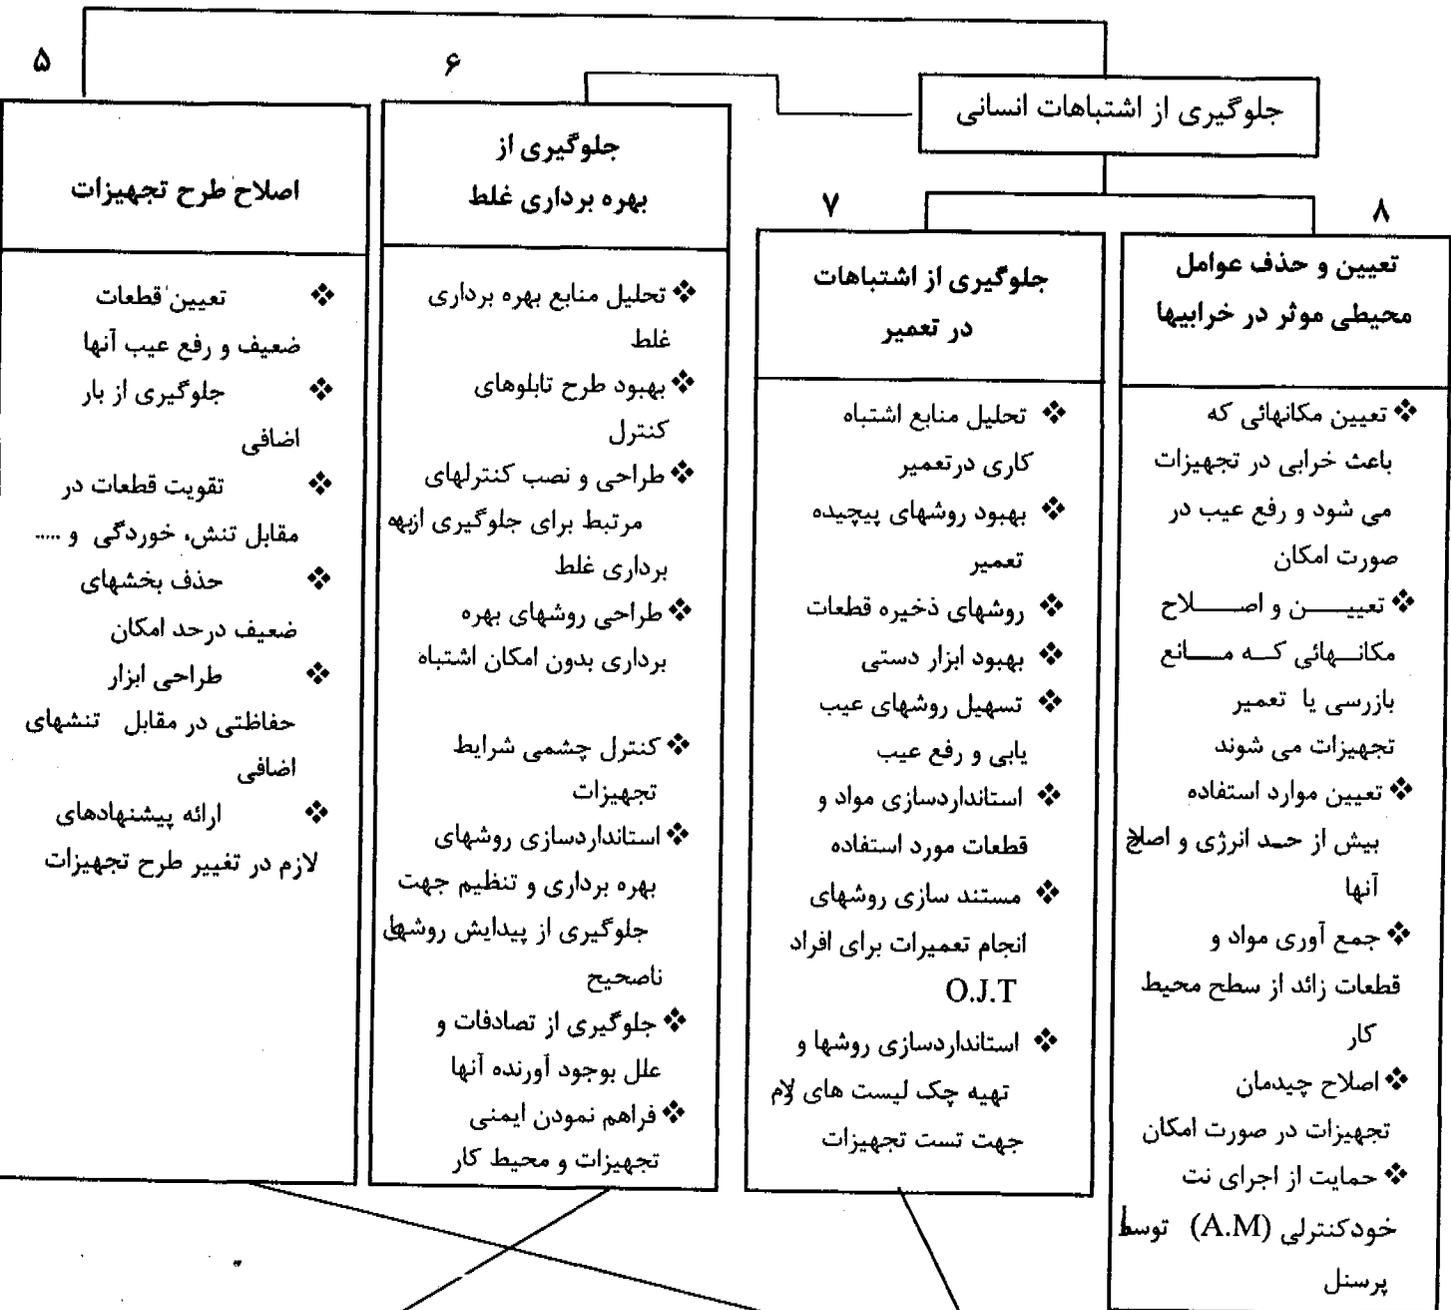 جلوگیری از اشتباهات انسانی
۸
تعیین و حذف عوامل
محیطی موثر در خرابیها
❖ تعیین مکانهائی که
باعث خرابی در تجهیزات
می شود و رفع عیب در
صورت امکان
❖ تعییـــن و اصـــلاح
مکانـهائی کـه مـانع
بازرسی یا تعمیر
تجهیزات می شوند
❖ تعیین موارد استفاده
بیش از حـد انرژی و اصلاح
آنها
❖ جمع آوری مواد و
قطعات زائد از سطح محیط
کار
❖ اصلاح چیدمان
تجهیزات در صورت امکان
❖ حمایت از اجرای نت
خودکنترلی (A.M) توسط
پرسنل
۷
جلوگیری از اشتباهات
در تعمیر
❖ تحلیل منابع اشتباه
کاری درتعمیر
❖ بهبود روشهای پیچیده
تعمیر
❖ روشهای ذخیره قطعات
❖ بهبود ابزار دستی
❖ تسهیل روشهای عیب
یابی و رفع عیب
❖ استانداردسازی مواد و
قطعات مورد استفاده
❖ مستند سازی روشهای
انجام تعمیرات برای افراد
O.J.T
❖ استانداردسازی روشها و
تهیه چک لیست های لازم
جهت تست تجهیزات
۶
جلوگیری از
بهره برداری غلط
❖ تحلیل منابع بهره برداری
غلط
❖ بهبود طرح تابلوهای
کنترل
❖ طراحی و نصب کنترلهای
مرتبط برای جلوگیری ازبهره
برداری غلط
❖ طراحی روشهای بهره
برداری بدون امکان اشتباه
❖ کنترل چشمی شرایط
تجهیزات
❖ استانداردسازی روشهای
بهره برداری و تنظیم جهت
جلوگیری از پیدایش روشهای
ناصحیح
❖ جلوگیری از تصادفات و
علل بوجود آورنده آنها
❖ فراهم نمودن ایمنی
تجهیزات و محیط کار
۵
اصلاح طرح تجهیزات
❖ تعیین قطعات
ضعیف و رفع عیب آنها
❖ جلوگیری از بار
اضافی
❖ تقویت قطعات در
مقابل تنش، خوردگی و .....
❖ حذف بخشهای
ضعیف درحد امکان
❖ طراحی ابزار
حفاظتی در مقابل تنشهای
اضافی
❖ ارائه پیشنهادهای
لازم در تغییر طرح تجهیزات